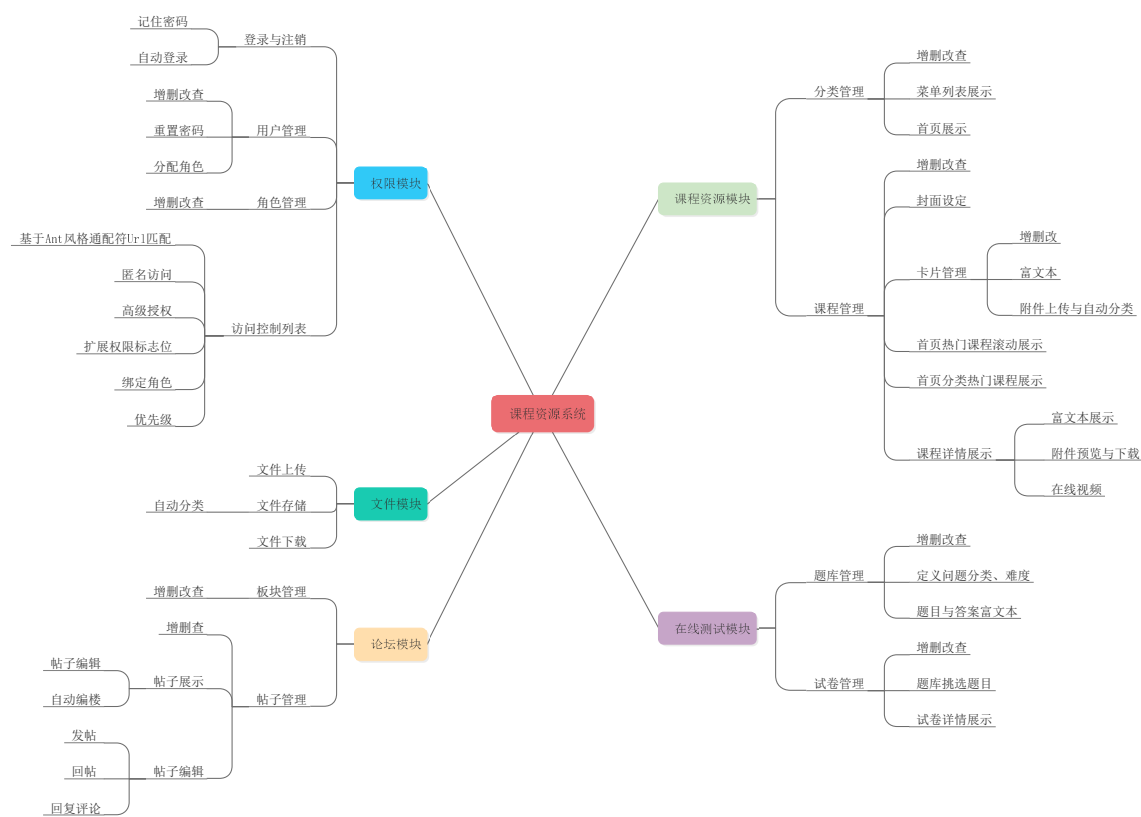 课程资源系统
权限模块
登录与注销
记住密码
自动登录
用户管理
增删改查
重置密码
分配角色
角色管理
增删改查
访问控制列表
基于Ant风格通配符Url匹配
匿名访问
高级授权
扩展权限标志位
绑定角色
优先级
文件模块
文件上传
文件存储
自动分类
文件下载
论坛模块
板块管理
增删改查
帖子管理
增删查
帖子展示
帖子编辑
自动编楼
帖子编辑
发帖
回帖
回复评论
课程资源模块
分类管理
增删改查
菜单列表展示
首页展示
课程管理
增删改查
封面设定
卡片管理
增删改
富文本
附件上传与自动分类
首页热门课程滚动展示
首页分类热门课程展示
课程详情展示
富文本展示
附件预览与下载
在线视频
在线测试模块
题库管理
增删改查
定义问题分类、难度
题目与答案富文本
试卷管理
增删改查
题库挑选题目
试卷详情展示